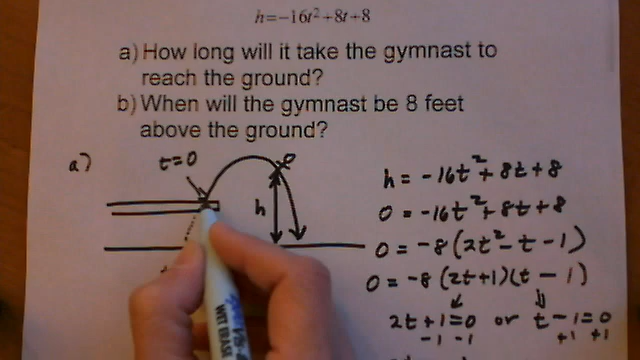 h=-16t²+8t+8
a) How long will it take the gymnast to
reach the ground?
b) When will the gymnast be 8 feet
above the ground?
a)
t=0
h
h = -16t²+8t+8
0 = -16t²+8t+8
0 = -8(2t²-t-1)
0 = -8(2t+1)(t-1)
2t+1=0 or t-1=0
-1 -1 +1 +1
WET ERASE